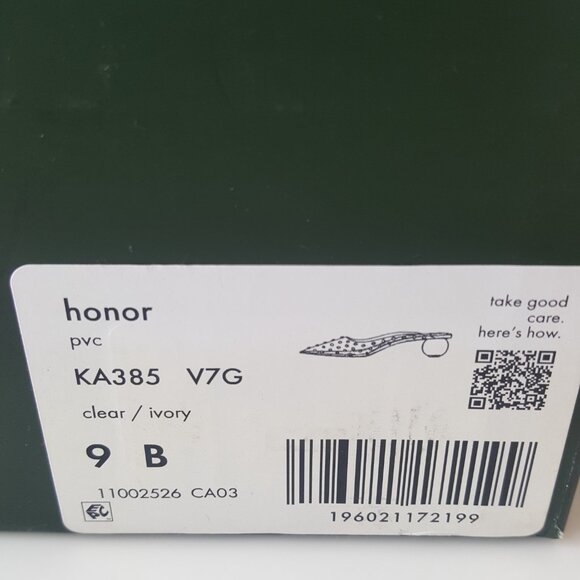 honor
pvc
KA385 V7G
clear / ivory
9 B
11002526 CA03
take good
care.
here's how.
196021172199